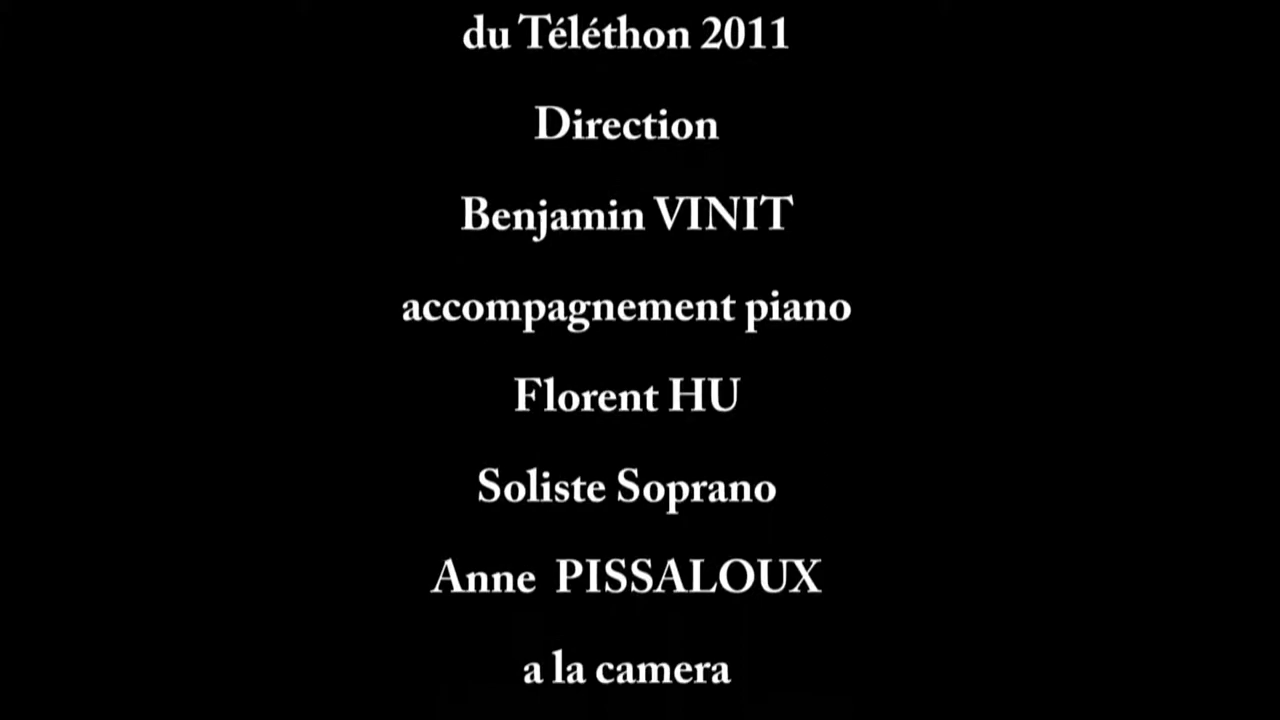 du Téléthon 2011
Direction
Benjamin VINIT
accompagnement piano
Florent HU
Soliste Soprano
Anne PISSALOUX
a la camera